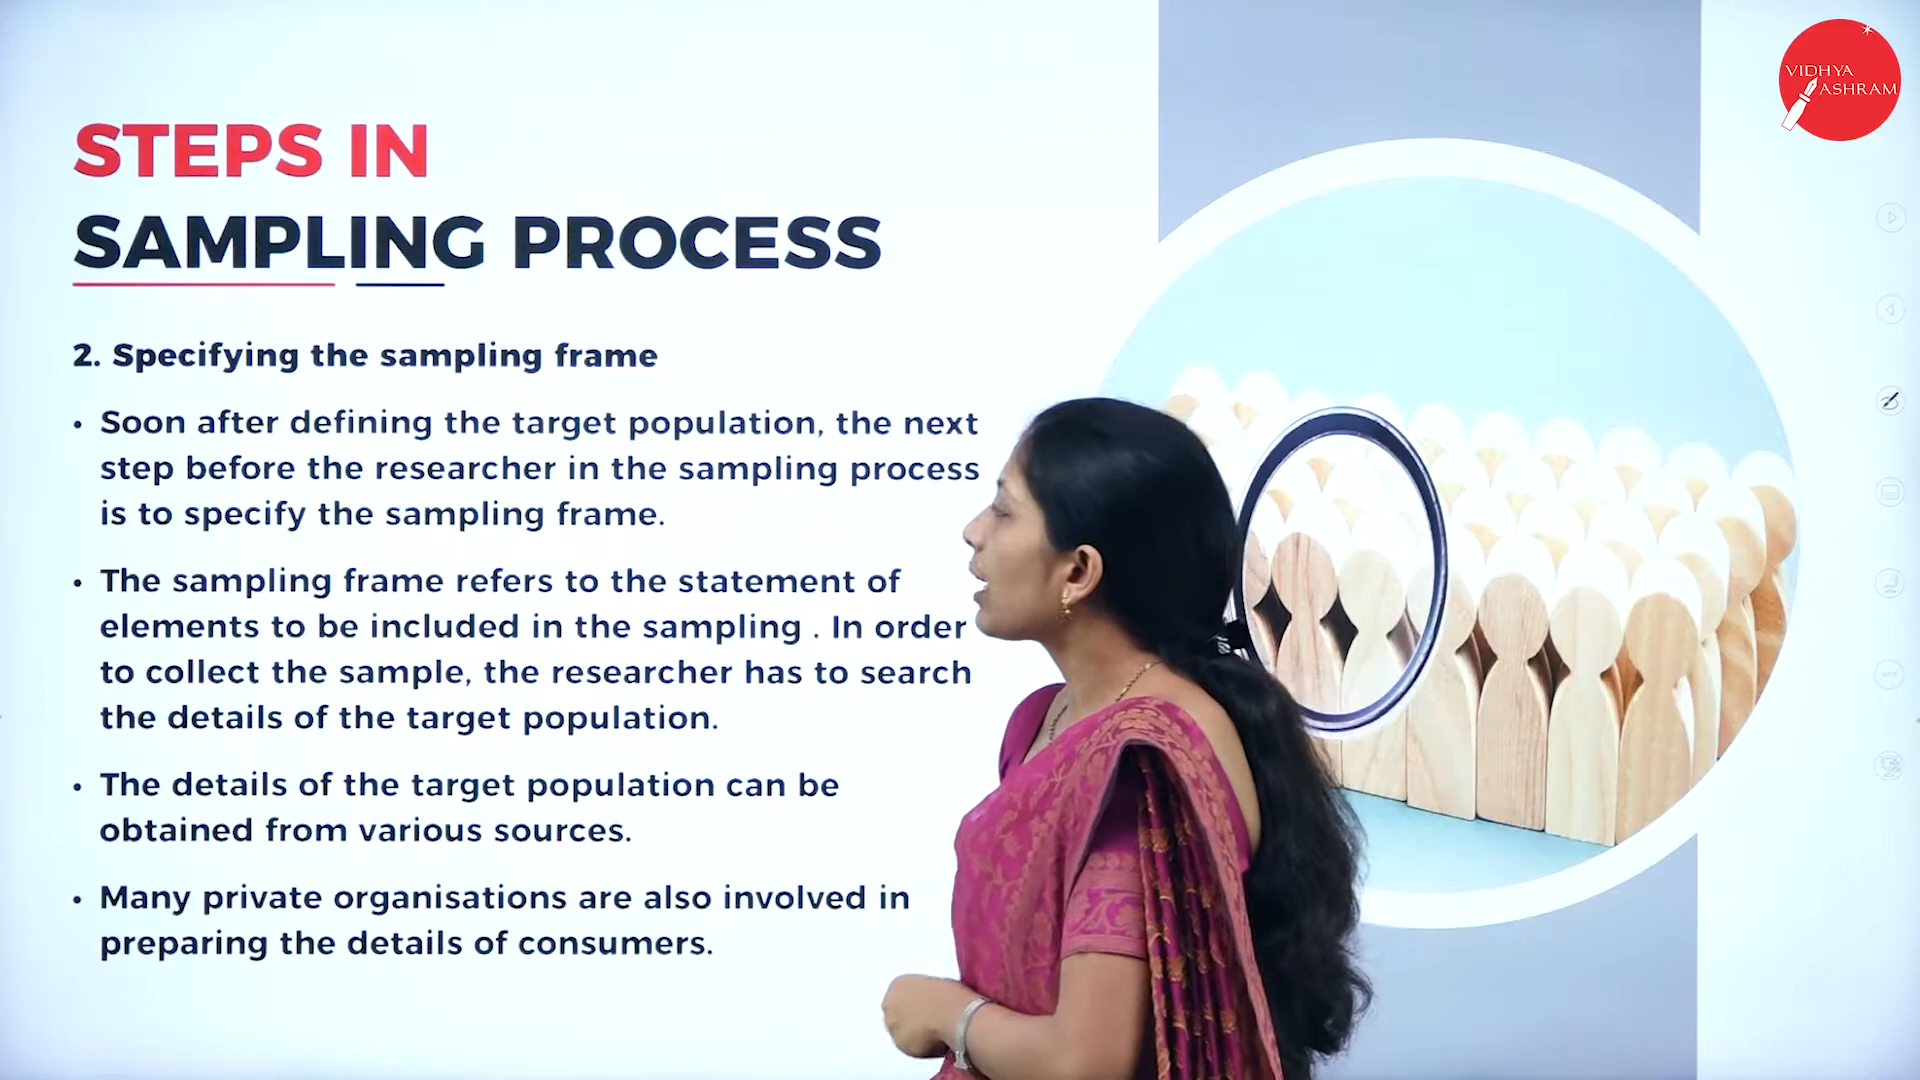 VIDHYA
ASHRAM
STEPS IN
SAMPLING PROCESS
2. Specifying the sampling frame
• Soon after defining the target population, the next
step before the researcher in the sampling process
is to specify the sampling frame.
• The sampling frame refers to the statement of
elements to be included in the sampling . In order
to collect the sample, the researcher has to search
the details of the target population.
• The details of the target population can be
obtained from various sources.
• Many private organisations are also involved in
preparing the details of consumers.